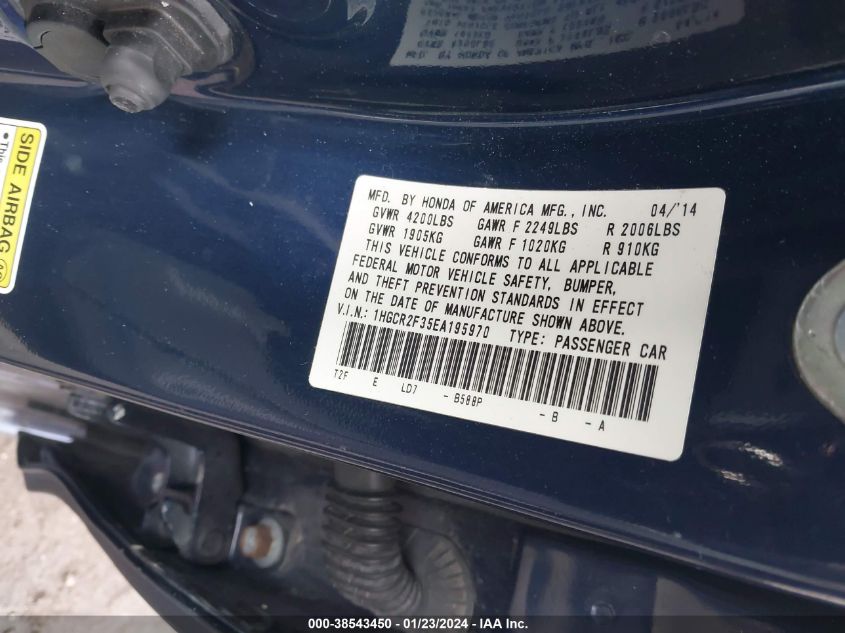 SIDE AIRBAG
•This
MFD. BY HONDA OF AMERICA MFG., INC. 04/'14
GVWR 4200LBS GAWR F 2249LBS R 2006LBS
GVWR 1905KG GAWR F 1020KG R 910KG
THIS VEHICLE CONFORMS TO ALL APPLICABLE
FEDERAL MOTOR VEHICLE SAFETY, BUMPER,
AND THEFT PREVENTION STANDARDS IN EFFECT
ON THE DATE OF MANUFACTURE SHOWN ABOVE.
V.I.N.: 1HGCR2F35EA195970 TYPE: PASSENGER CAR
T2F E LD7 - B588P - B - A
000-38543450 - 01/23/2024 - IAA Inc.